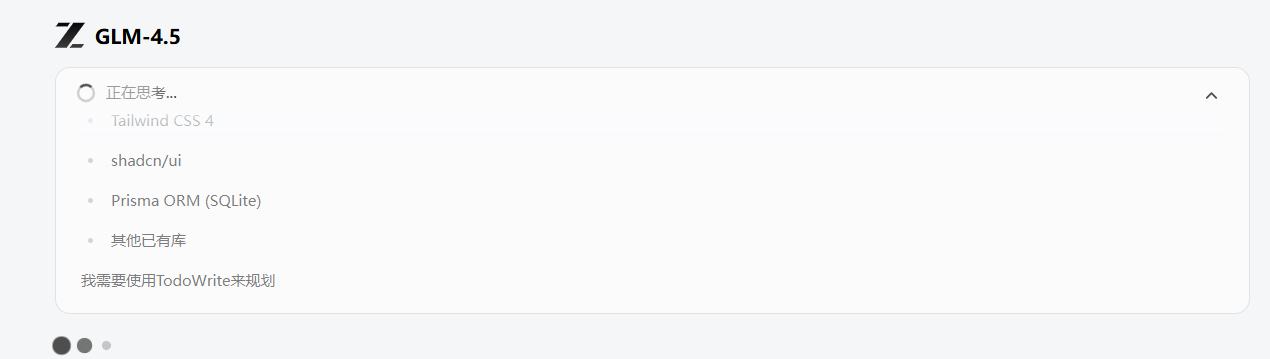 GLM-4.5
正在思考...
Tailwind CSS 4
shadcn/ui
Prisma ORM (SQLite)
其他已有库
我需要使用TodoWrite来规划